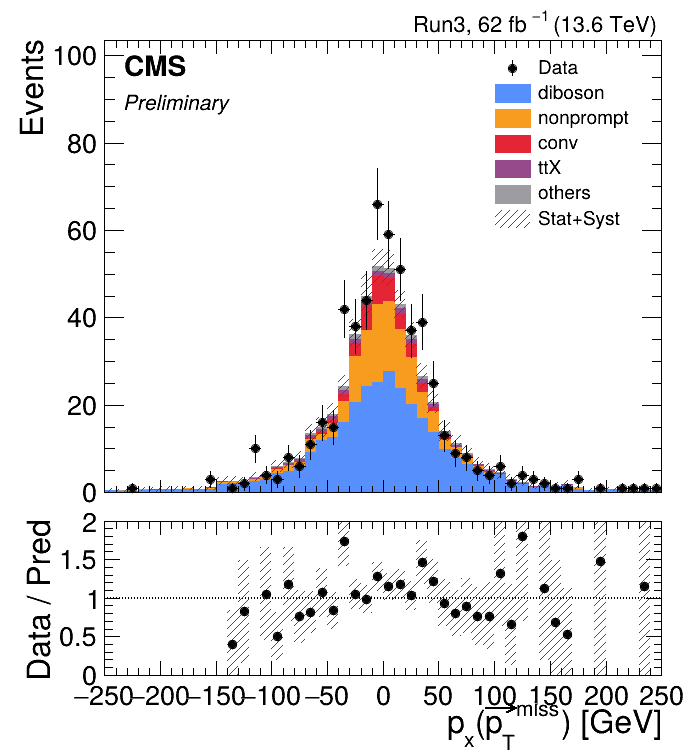 Run3, 62 fb⁻¹ (13.6 TeV)
Events
100
80
60
40
20
0
CMS
Preliminary
Data
diboson
nonprompt
conv
ttX
others
Stat+Syst
Data / Pred
2
1.5
1
0.5
0
−250 −200 −150 −100 −50 0 50 100 150 200 250
pₓ(p⃗_T^miss) [GeV]